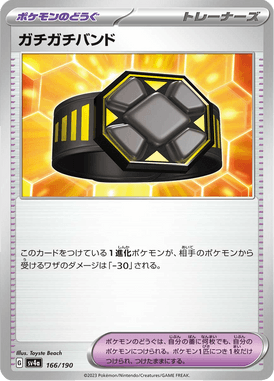 ポケモンのどうぐ トレーナーズ
ガチガチバンド
このカードをつけている1進化ポケモンが、相手のポケモンから
受けるワザのダメージは「-30」される。
ポケモンのどうぐは、自分の番に何枚でも、自分の
ポケモンにつけられる。ポケモン1匹につき1枚だけ
つけられ、つけたままにする。
Illus. Toyste Beach
G sv4a 166/190
©2023 Pokémon/Nintendo/Creatures/GAME FREAK.